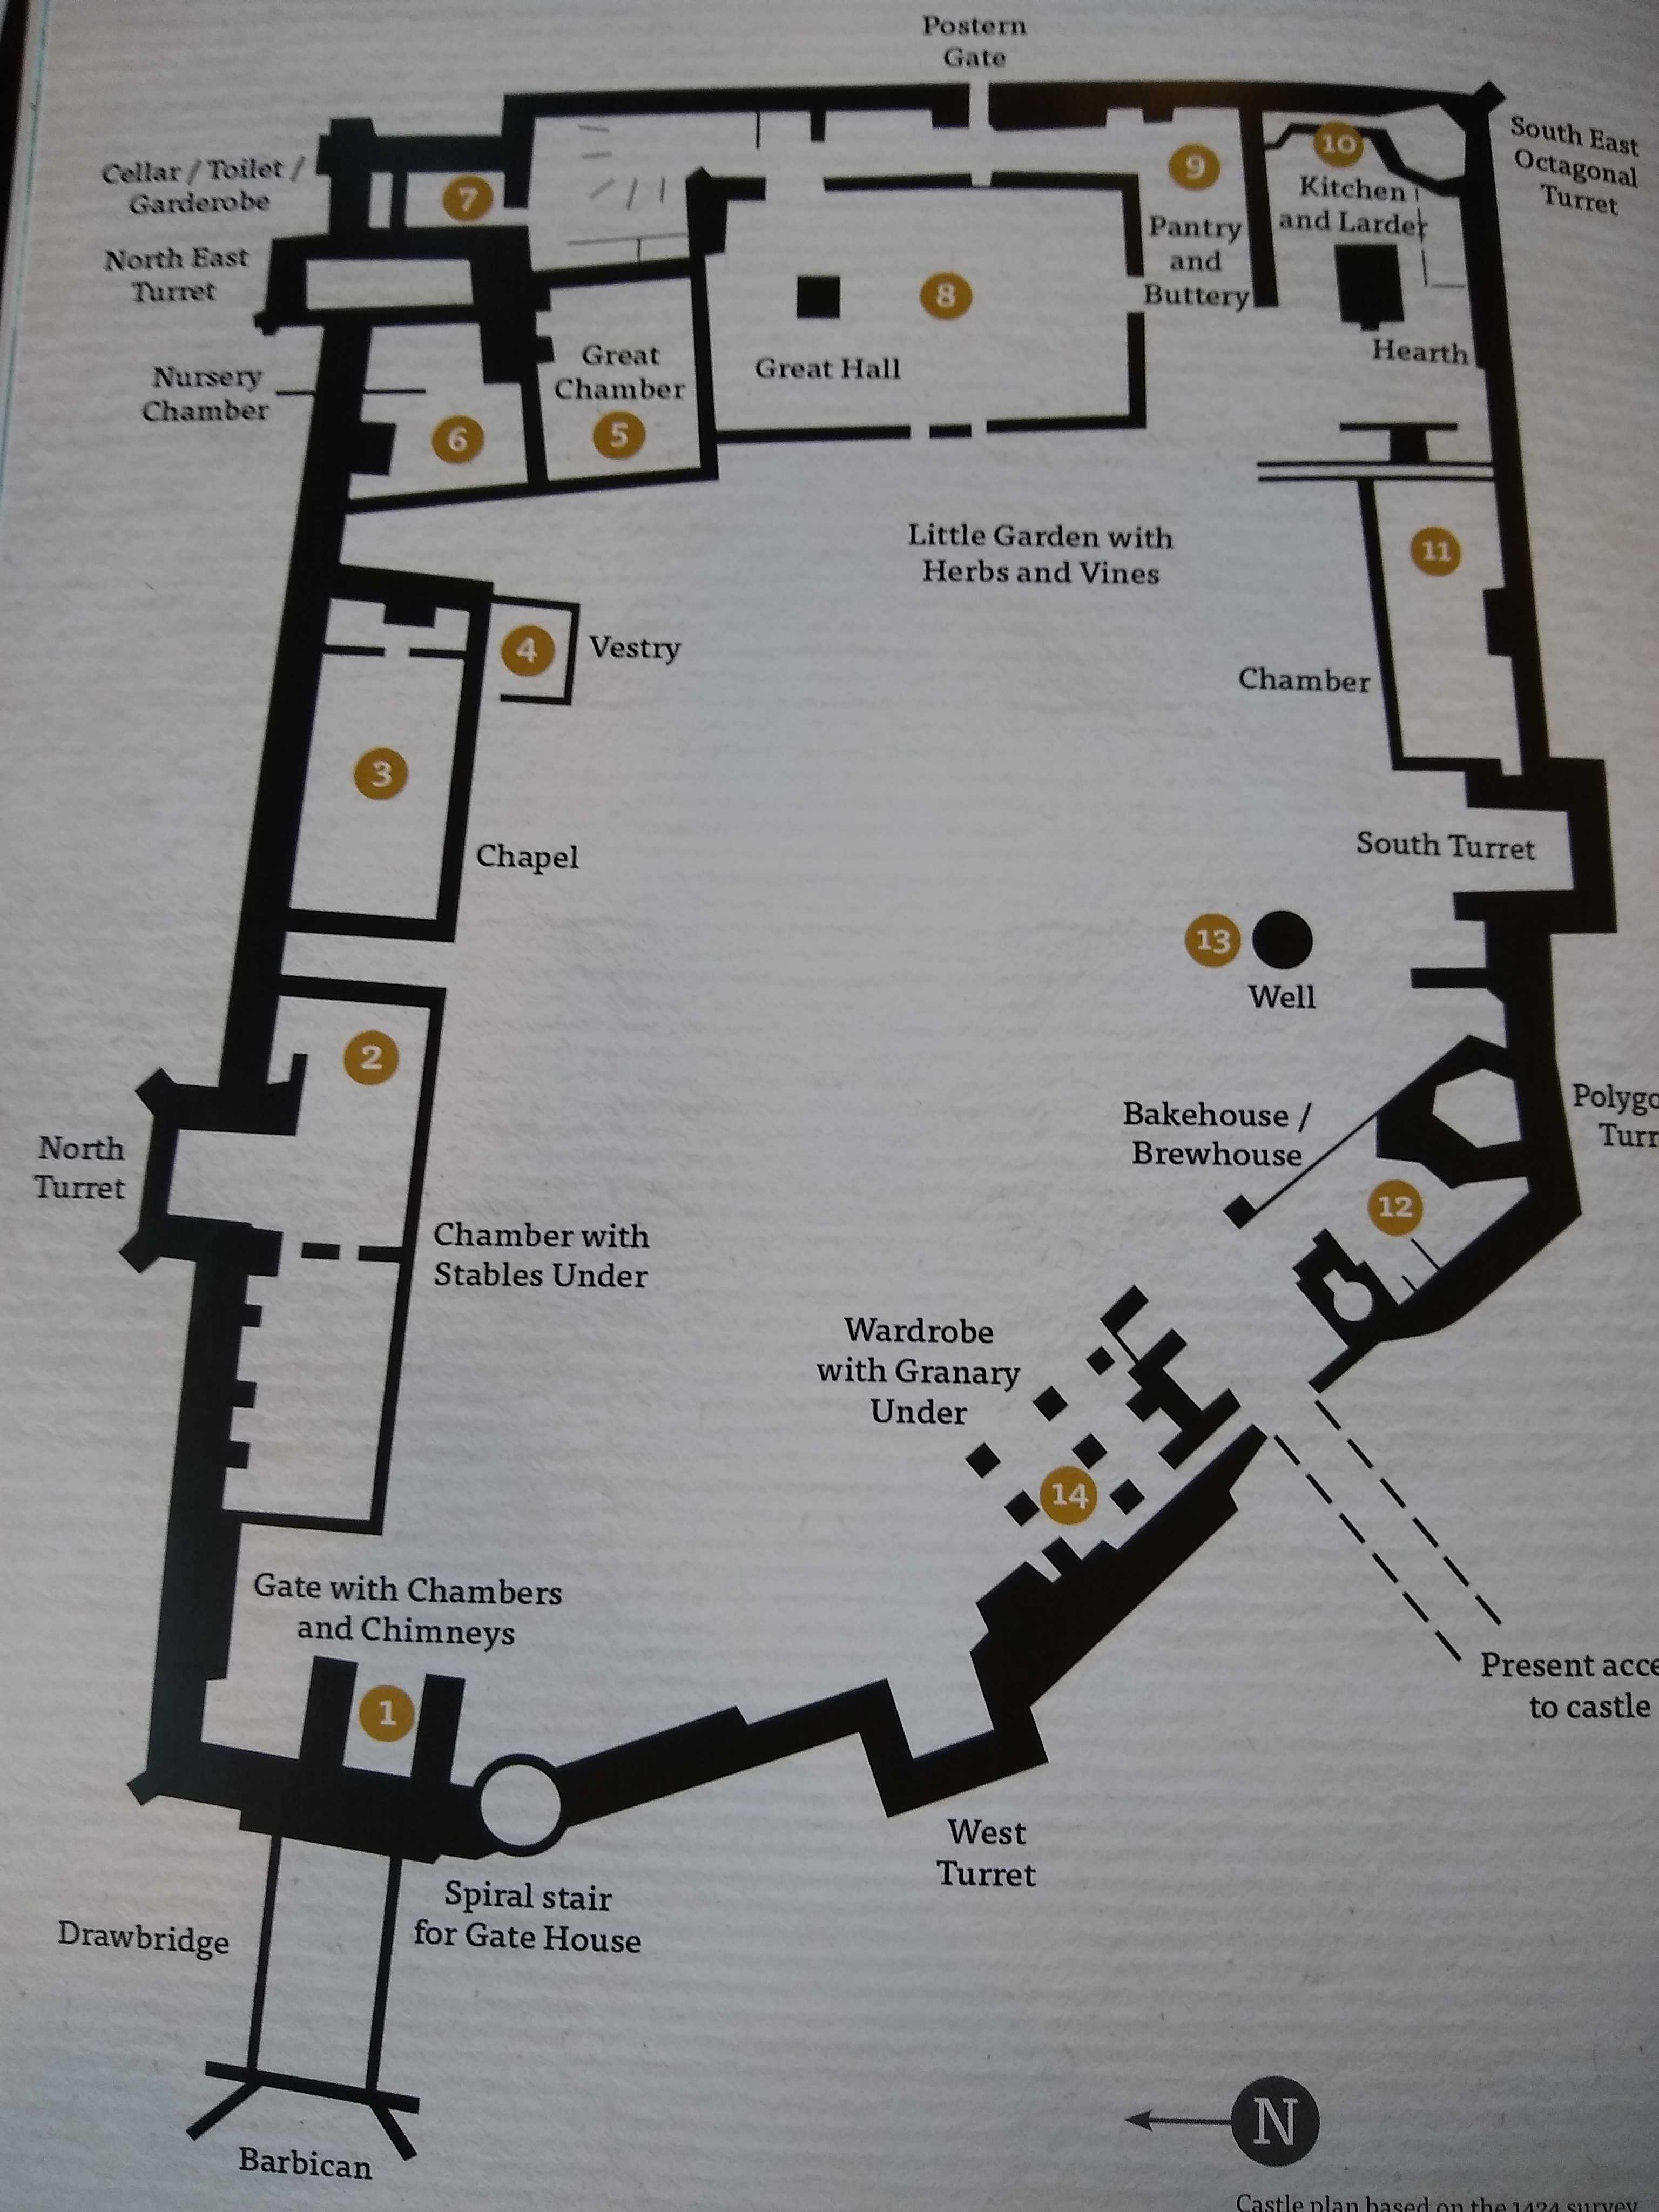 Postern
Gate
South East
Octagonal
Turret
Cellar / Toilet /
Garderobe
7
9
10
Kitchen
and Larder
Pantry
and
Buttery
North East
Turret
8
Great Hall
Hearth
Nursery
Chamber
6
Great
Chamber
5
Little Garden with
Herbs and Vines
11
Chamber
4
Vestry
3
Chapel
South Turret
13
Well
2
North
Turret
Bakehouse /
Brewhouse
12
Polygo
Turr
Chamber with
Stables Under
Wardrobe
with Granary
Under
14
Gate with Chambers
and Chimneys
1
Present acce
to castle
West
Turret
Spiral stair
for Gate House
Drawbridge
Barbican
N
Castle plan based on the 1424 survey